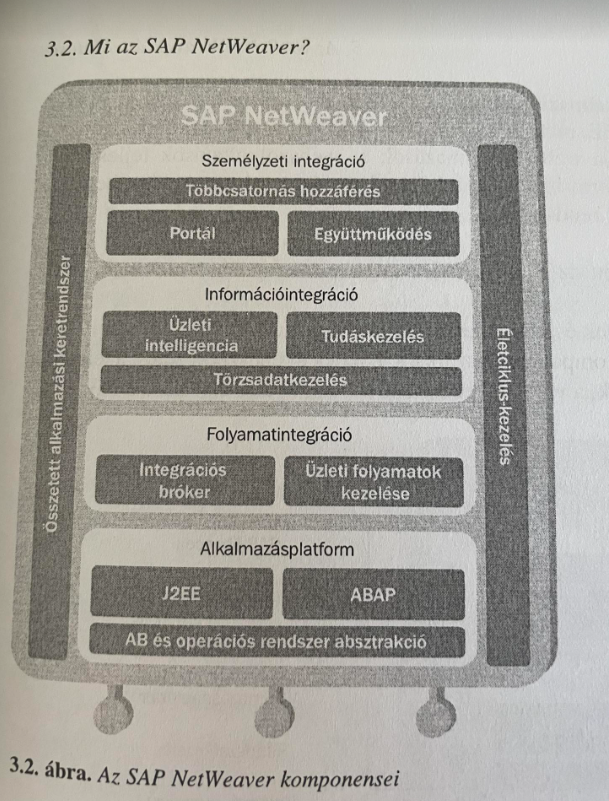 3.2. Mi az SAP NetWeaver?
SAP NetWeaver
Összetett alkalmazási keretrendszer
Személyzeti integráció
Többcsatornás hozzáférés
Portál
Együttműködés
Információintegráció
Üzleti
intelligencia
Tudáskezelés
Törzsadatkezelés
Folyamatintegráció
Integrációs
bróker
Üzleti folyamatok
kezelése
Alkalmazásplatform
J2EE
ABAP
AB és operációs rendszer absztrakció
Életciklus-kezelés
3.2. ábra. Az SAP NetWeaver komponensei